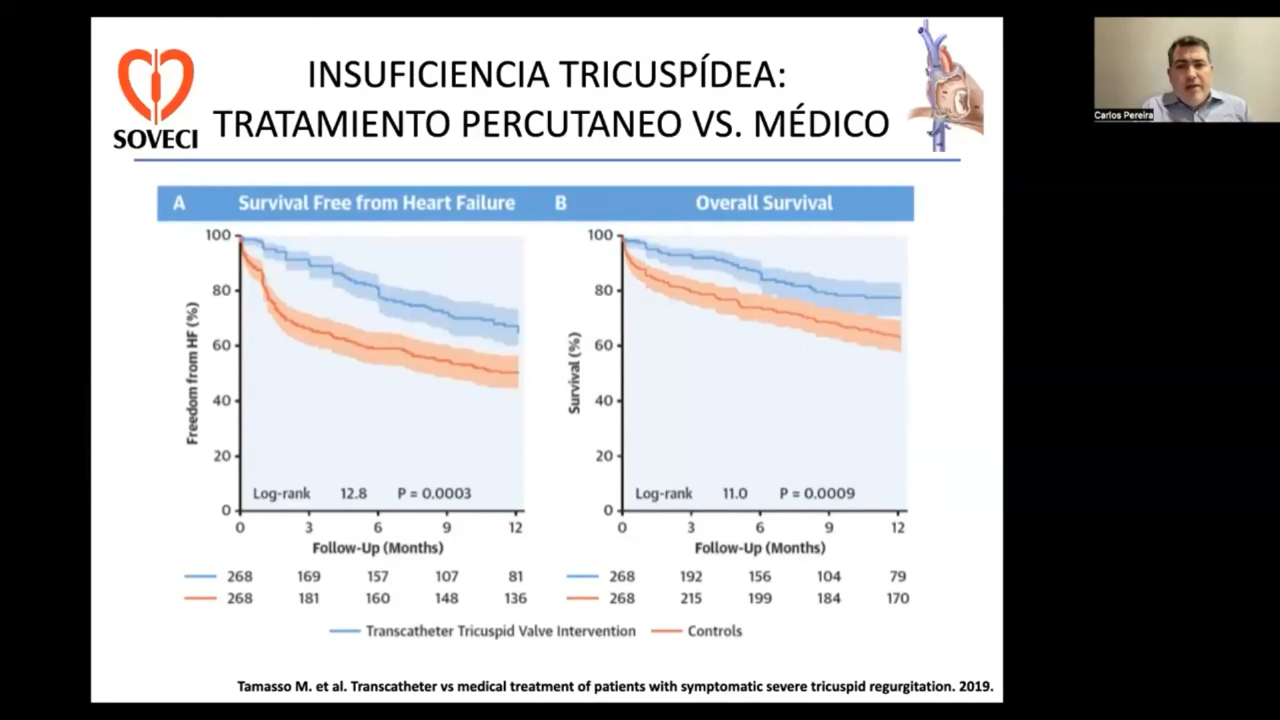 INSUFICIENCIA TRICUSPÍDEA:
TRATAMIENTO PERCUTANEO VS. MÉDICO
SOVECI
Carlos Pereira
A Survival Free from Heart Failure
B Overall Survival
100
80
60
40
20
0
Freedom from HF (%)
Log-rank 12.8 P = 0.0003
0 3 6 9 12
Follow-Up (Months)
268 169 157 107 81
268 181 160 148 136
100
80
60
40
20
0
Survival (%)
Log-rank 11.0 P = 0.0009
0 3 6 9 12
Follow-Up (Months)
268 192 156 104 79
268 215 199 184 170
Transcatheter Tricuspid Valve Intervention Controls
Tamasso M. et al. Transcatheter vs medical treatment of patients with symptomatic severe tricuspid regurgitation. 2019.